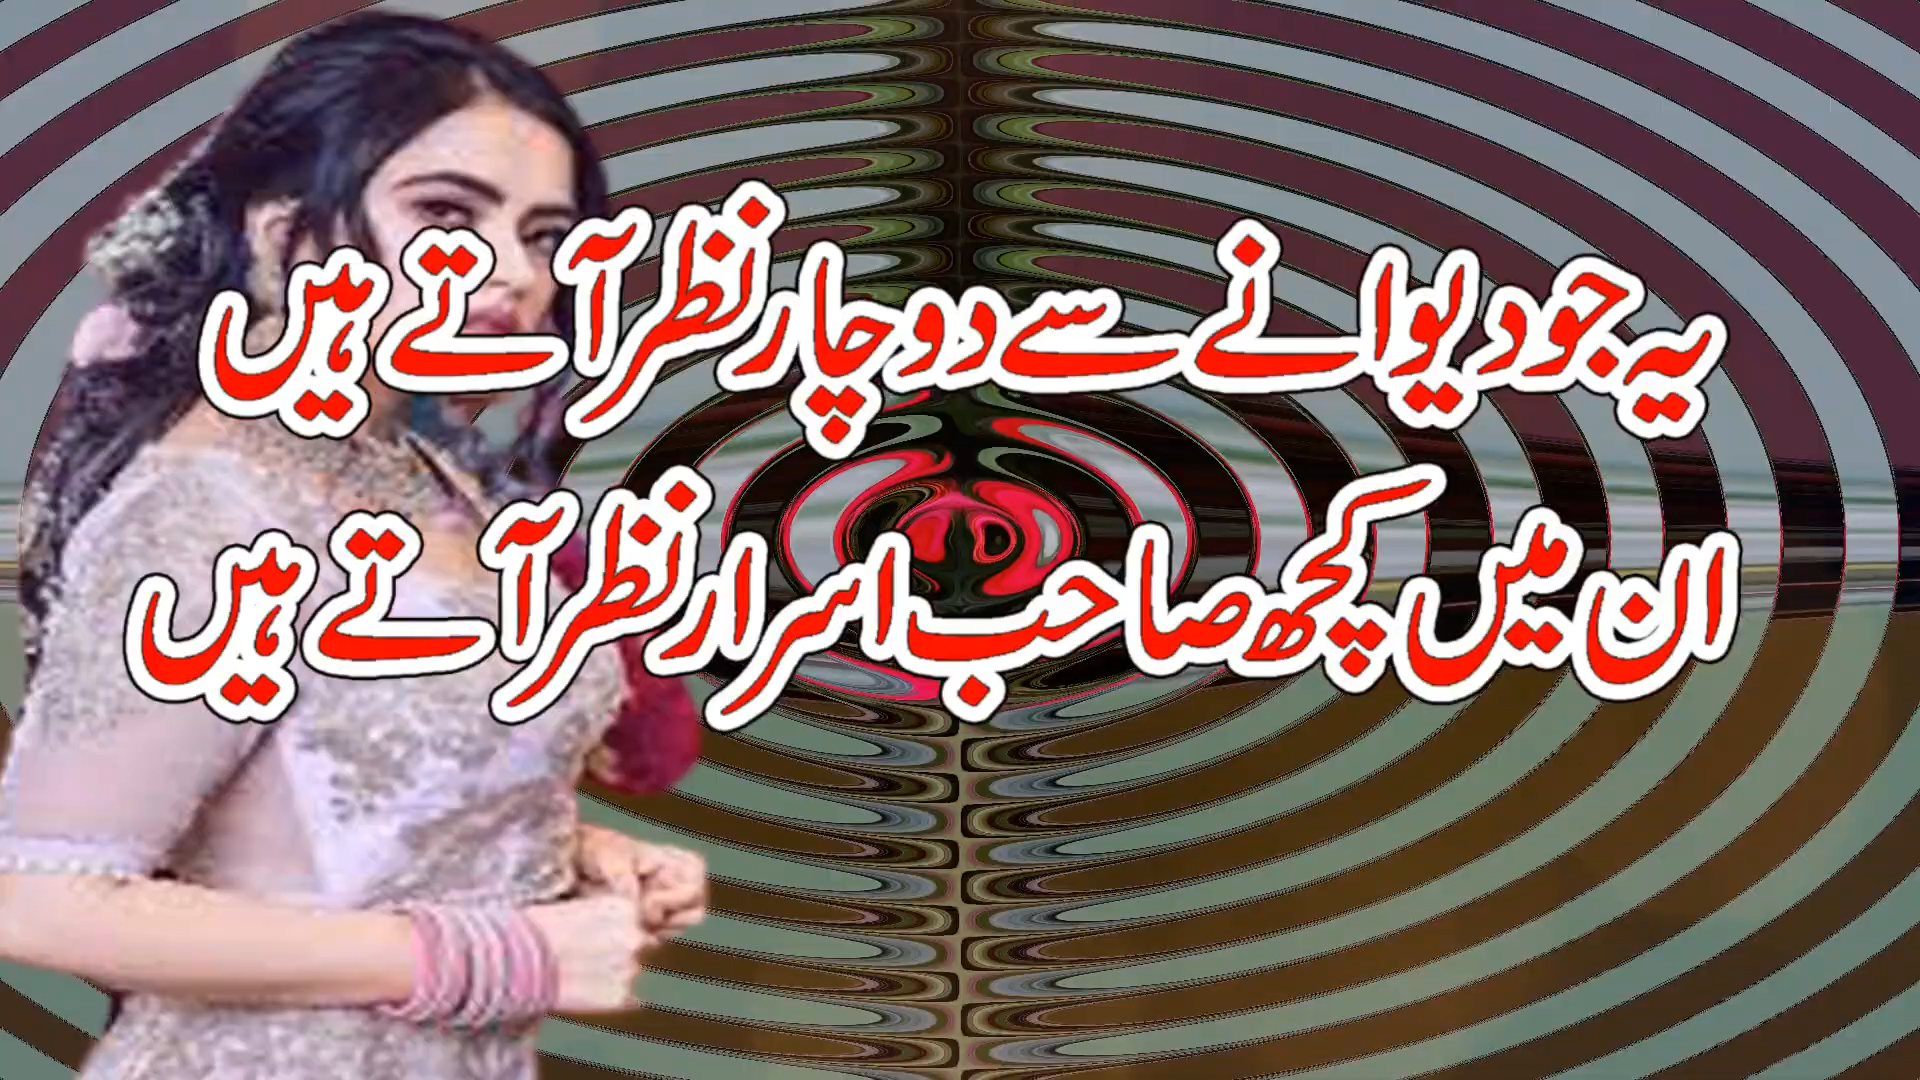 یہ جو دیوانے سے دو چار نظر آتے ہیں
ان میں کچھ صاحب اسرار نظر آتے ہیں